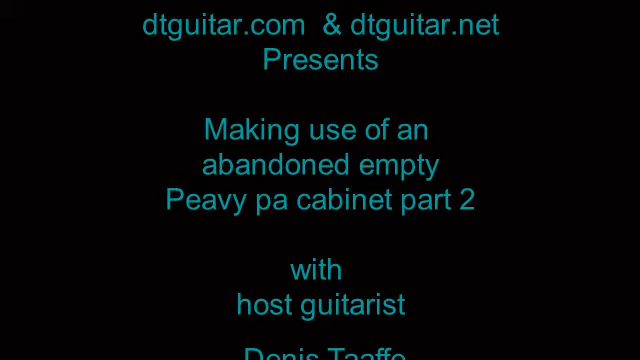 dtguitar.com & dtguitar.net
Presents
Making use of an
abandoned empty
Peavy pa cabinet part 2
with
host guitarist
Denis Taaffe